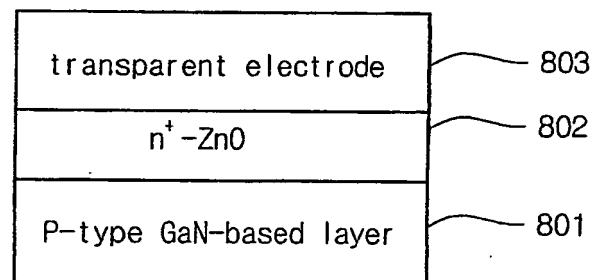 transparent electrode 803
n⁺-ZnO 802
P-type GaN-based layer 801